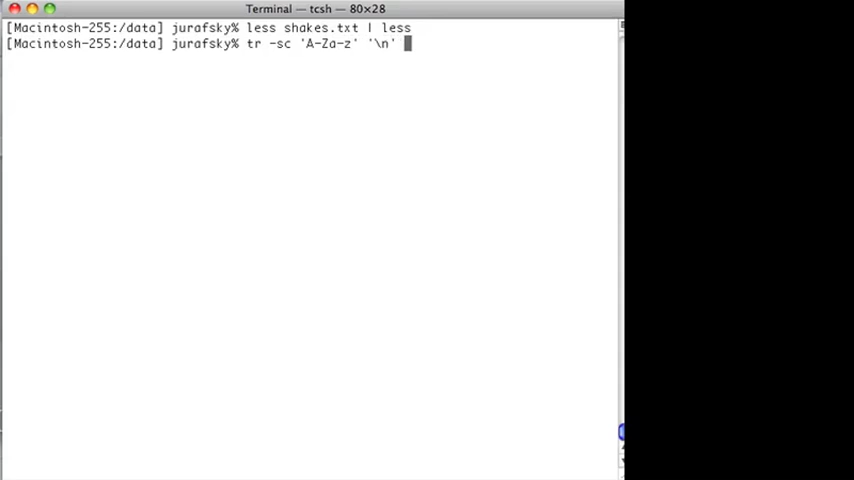 Terminal — tcsh — 80×28
[Macintosh-255:/data] jurafsky% less shakes.txt | less
[Macintosh-255:/data] jurafsky% tr -sc 'A-Za-z' '\n'